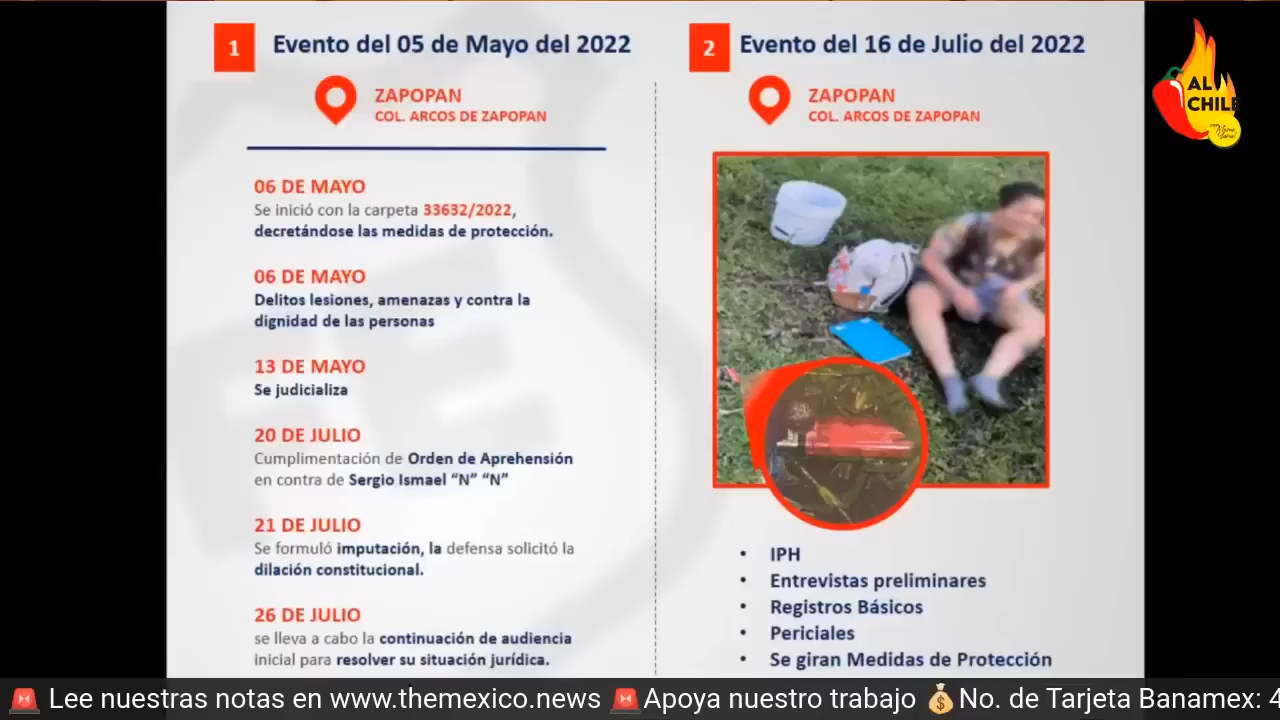 1 Evento del 05 de Mayo del 2022
ZAPOPAN
COL. ARCOS DE ZAPOPAN
06 DE MAYO
Se inició con la carpeta 33632/2022,
decretándose las medidas de protección.
06 DE MAYO
Delitos lesiones, amenazas y contra la
dignidad de las personas
13 DE MAYO
Se judicializa
20 DE JULIO
Cumplimentación de Orden de Aprehensión
en contra de Sergio Ismael “N” “N”
21 DE JULIO
Se formuló imputación, la defensa solicitó la
dilación constitucional.
26 DE JULIO
se lleva a cabo la continuación de audiencia
inicial para resolver su situación jurídica.
2 Evento del 16 de Julio del 2022
ZAPOPAN
COL. ARCOS DE ZAPOPAN
• IPH
• Entrevistas preliminares
• Registros Básicos
• Periciales
• Se giran Medidas de Protección
AL
CHILE
🚨 Lee nuestras notas en www.themexico.news 🚨Apoya nuestro trabajo 💰No. de Tarjeta Banamex: 4